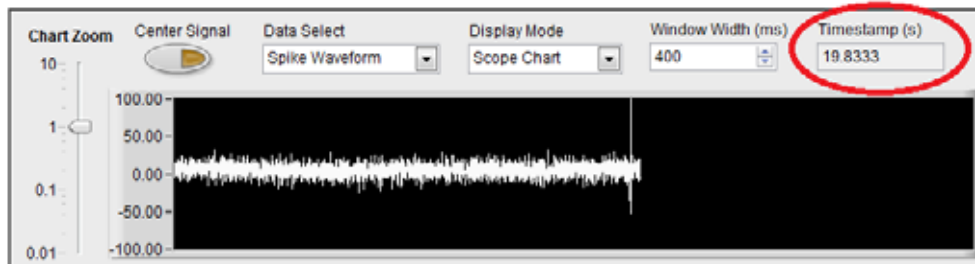 Chart Zoom
Center Signal
Data Select
Display Mode
Window Width (ms)
Timestamp (s)
Spike Waveform
Scope Chart
400
19.8333
10
1
0.1
0.01
100.00
50.00
0.00
-50.00
-100.00